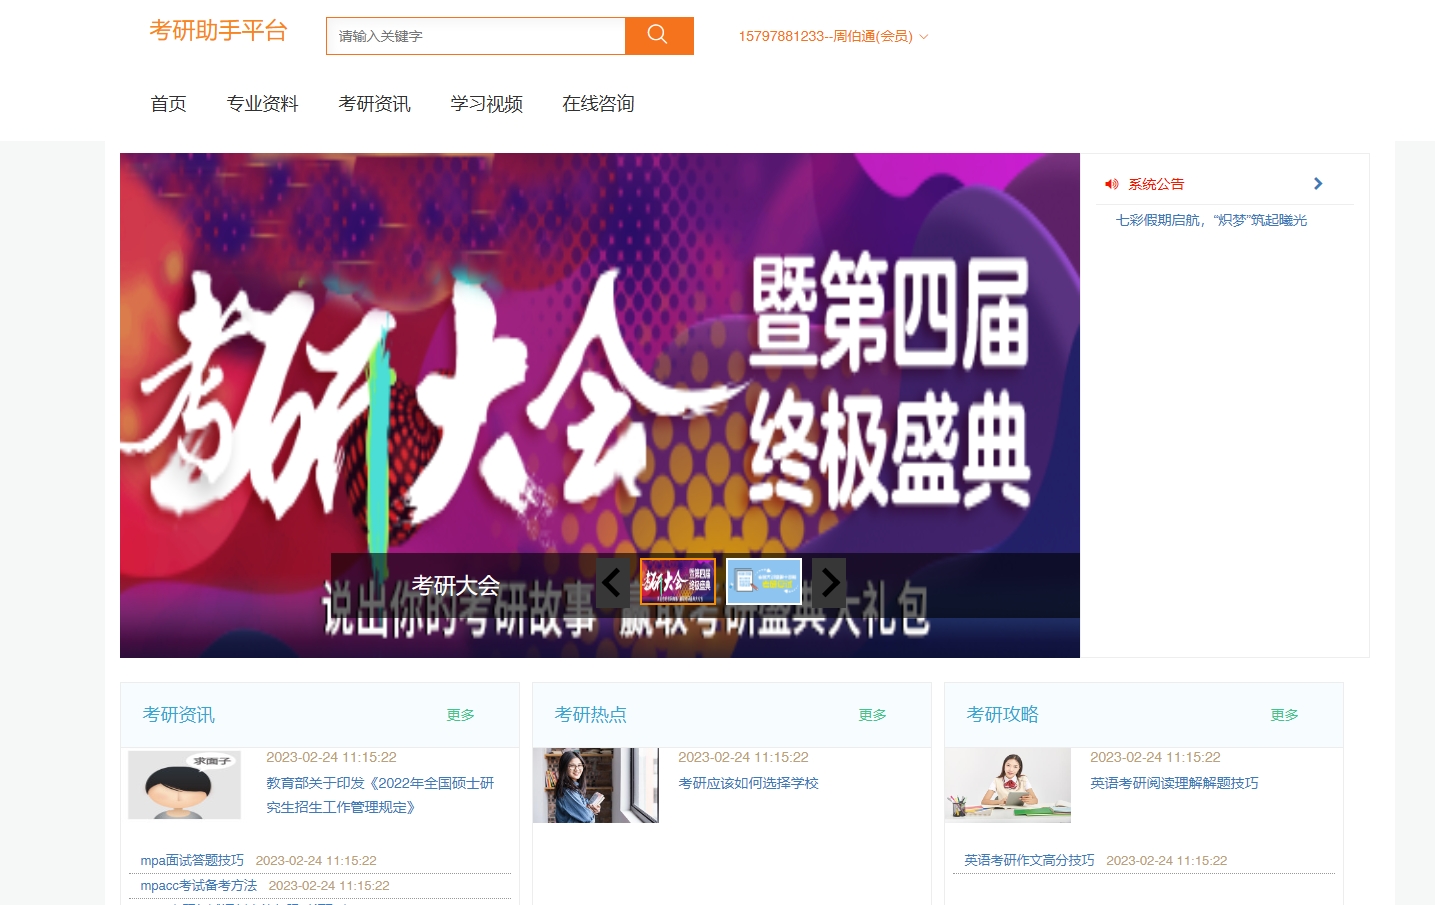 考研助手平台
请输入关键字
15797881233--周伯通(会员)
首页 专业资料 考研资讯 学习视频 在线咨询
考研大会
暨第四届
终极盛典
说出你的考研故事 赢取考研盛典大礼包
考研大会
系统公告
七彩假期启航，“炽梦”筑起曦光
考研资讯 更多
求面子
2023-02-24 11:15:22
教育部关于印发《2022年全国硕士研
究生招生工作管理规定》
mpa面试答题技巧 2023-02-24 11:15:22
mpacc考试备考方法 2023-02-24 11:15:22
考研热点 更多
2023-02-24 11:15:22
考研应该如何选择学校
考研攻略 更多
2023-02-24 11:15:22
英语考研阅读理解解题技巧
英语考研作文高分技巧 2023-02-24 11:15:22